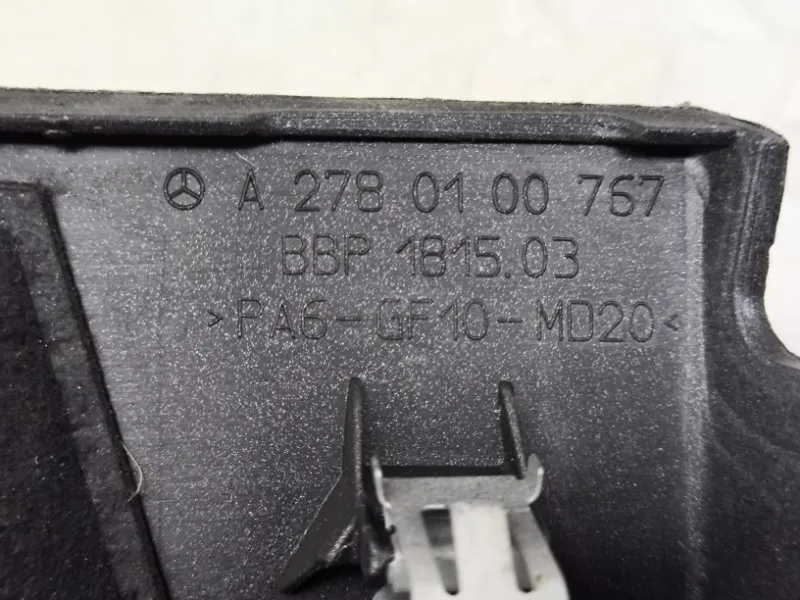 A 278 01 00 767
BBP 1815.03
>PA6-GF10-MD20<